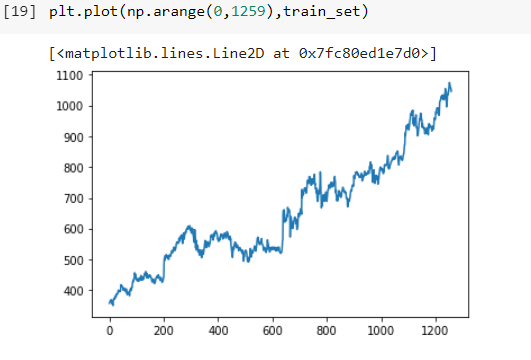 [19] plt.plot(np.arange(0,1259),train_set)
[<matplotlib.lines.Line2D at 0x7fc80ed1e7d0>]
1100
1000
900
800
700
600
500
400
0 200 400 600 800 1000 1200